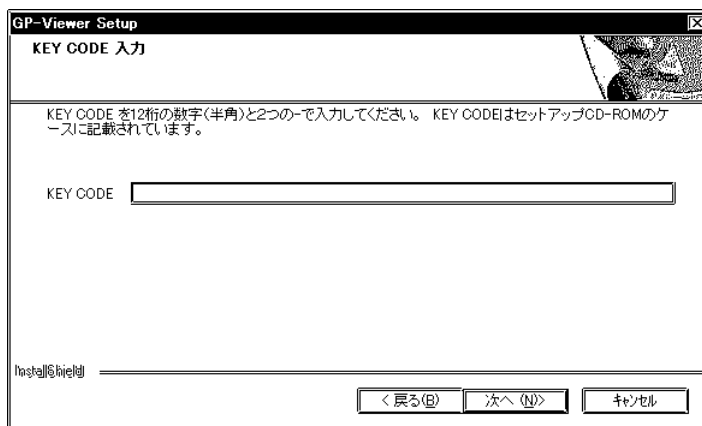 GP-Viewer Setup
KEY CODE 入力
KEY CODE を12桁の数字(半角)と2つの-で入力してください。 KEY CODEはセットアップCD-ROMのケ
ースに記載されています。
KEY CODE
InstallShield
< 戻る(B)
次へ (N)>
キャンセル